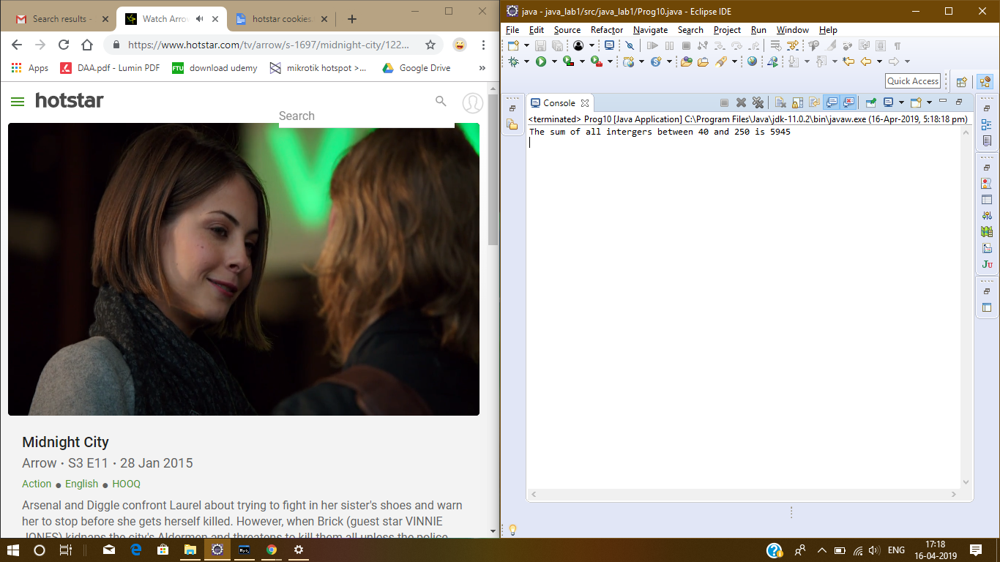 Search results -
Watch Arrow
hotstar cookies.
https://www.hotstar.com/tv/arrow/s-1697/midnight-city/122...
Apps
DAA.pdf - Lumin PDF
FTU
download udemy
mikrotik hotspot >...
Google Drive
»
hotstar
Search
Midnight City
Arrow • S3 E11 • 28 Jan 2015
Action ● English ● HOOQ
Arsenal and Diggle confront Laurel about trying to fight in her sister's shoes and warn
her to stop before she gets herself killed. However, when Brick (guest star VINNIE
JONES) kidnaps the city's Aldermen and threatens to kill them all unless the police
java - java_lab1/src/java_lab1/Prog10.java - Eclipse IDE
File Edit Source Refactor Navigate Search Project Run Window Help
Quick Access
Console
<terminated> Prog10 [Java Application] C:\Program Files\Java\jdk-11.0.2\bin\javaw.exe (16-Apr-2019, 5:18:18 pm)
The sum of all intergers between 40 and 250 is 5945
JU
ENG
17:18
16-04-2019